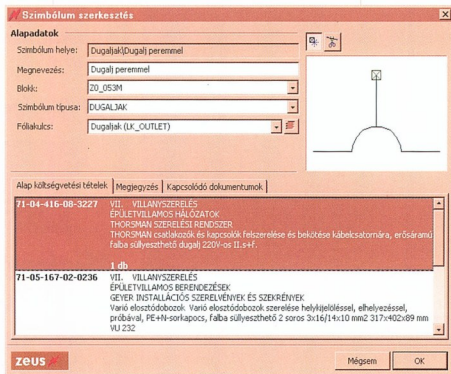 Szimbólum szerkesztés
Alapadatok
Szimbólum helye: Dugaljak\Dugalj peremmel
Megnevezés: Dugalj peremmel
Blokk: Z0_053M
Szimbólum típusa: DUGALJAK
Fóliakulcs: Dugaljak (LK_OUTLET)
Alap költségvetési tételek Megjegyzés Kapcsolódó dokumentumok
71-04-416-08-3227 VII. VILLANYSZERELÉS
ÉPÜLETVILLAMOS HÁLÓZATOK
THORSMAN SZERELÉSI RENDSZER
THORSMAN csatlakozók és kapcsolók felszerelése és bekötése kábelcsatornára, erősáramú
falba süllyeszthető dugalj 220V-os II.s+f.
1 db
71-05-167-02-0236 VII. VILLANYSZERELÉS
ÉPÜLETVILLAMOS BERENDEZÉSEK
GEYER INSTALLÁCIÓS SZERELVÉNYEK ÉS SZEKRÉNYEK
Varió elosztódobozok Varió elosztódobozok szerelése helykijelöléssel, elhelyezéssel,
próbával, PE+N-sorkapocs, falba süllyeszthető 2 soros 3x16/14x10 mm2 317x402x89 mm
VU 232
zeus
Mégsem OK